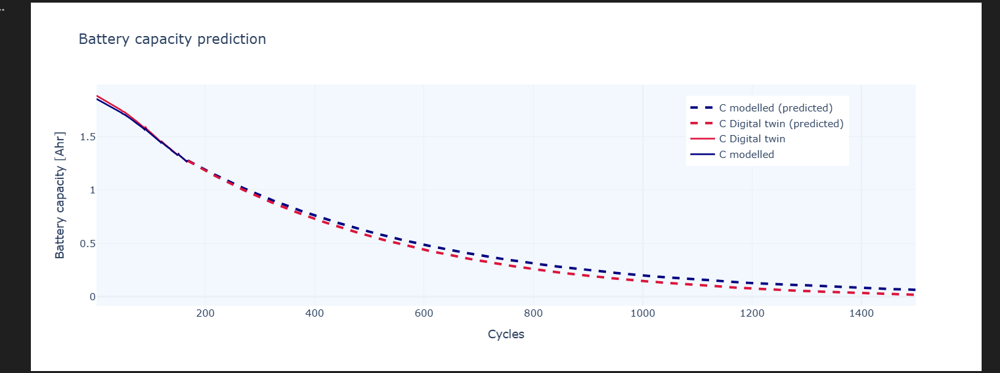 Battery capacity prediction
C modelled (predicted)
C Digital twin (predicted)
C Digital twin
C modelled
Battery capacity [Ahr]
1.5
1
0.5
0
200 400 600 800 1000 1200 1400
Cycles